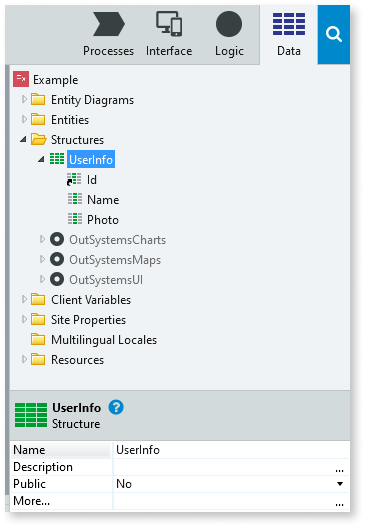 Processes Interface Logic Data
Example
Entity Diagrams
Entities
Structures
UserInfo
Id
Name
Photo
OutSystemsCharts
OutSystemsMaps
OutSystemsUI
Client Variables
Site Properties
Multilingual Locales
Resources
UserInfo ?
Structure
Name UserInfo
Description ...
Public No
More... ...